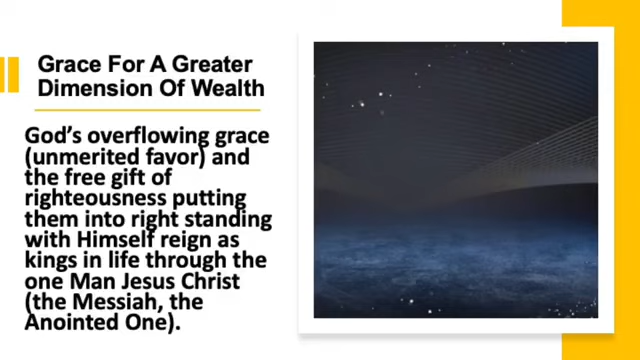 Grace For A Greater
Dimension Of Wealth
God's overflowing grace
(unmerited favor) and
the free gift of
righteousness putting
them into right standing
with Himself reign as
kings in life through the
one Man Jesus Christ
(the Messiah, the
Anointed One).